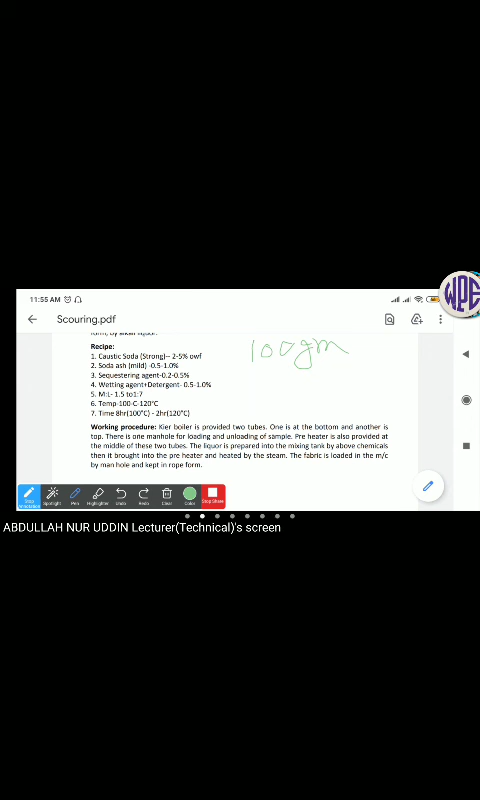 11:55 AM
Scouring.pdf
Recipe:
1. Caustic Soda (Strong)-- 2-5% owf
2. Soda ash (mild) -0.5-1.0%
3. Sequestering agent-0.2-0.5%
4. Wetting agent+Detergent- 0.5-1.0%
5. M:L- 1.5 to1:7
6. Temp-100-C-120°C
7. Time 8hr(100°C) - 2hr(120°C)
100gm
Working procedure: Kier boiler is provided two tubes. One is at the bottom and another is
top. There is one manhole for loading and unloading of sample. Pre heater is also provided at
the middle of these two tubes. The liquor is prepared into the mixing tank by above chemicals
then it brought into the pre heater and heated by the steam. The fabric is loaded in the m/c
by man hole and kept in rope form.
Stop Annotation Spotlight Pen Highlighter Undo Redo Clear Color Stop Share
ABDULLAH NUR UDDIN Lecturer(Technical)'s screen
WPE